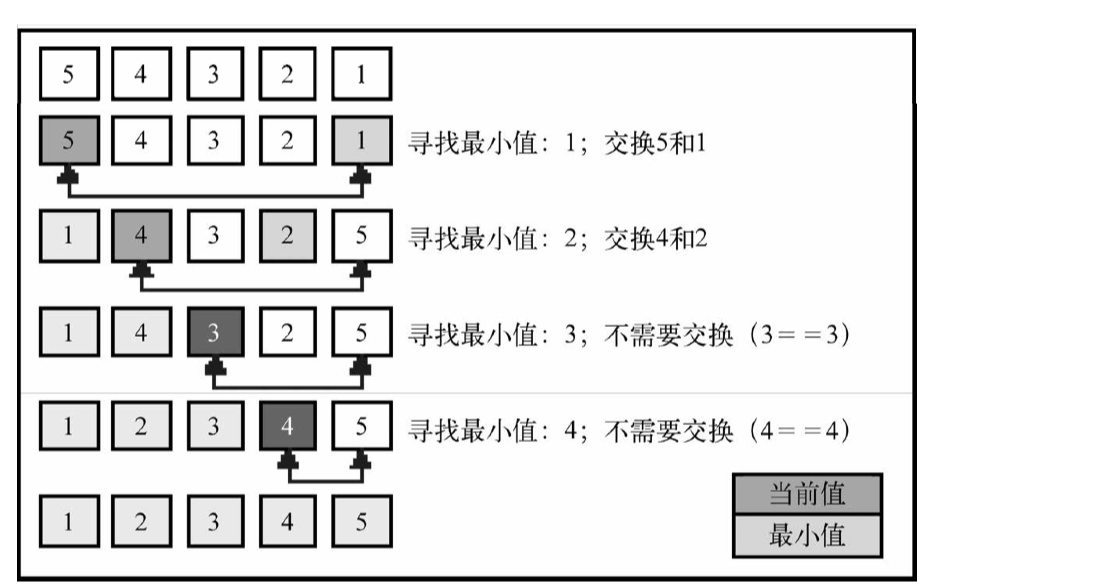 5 4 3 2 1
5 4 3 2 1 寻找最小值：1；交换5和1
1 4 3 2 5 寻找最小值：2；交换4和2
1 4 3 2 5 寻找最小值：3；不需要交换（3==3）
1 2 3 4 5 寻找最小值：4；不需要交换（4==4）
当前值
1 2 3 4 5
最小值